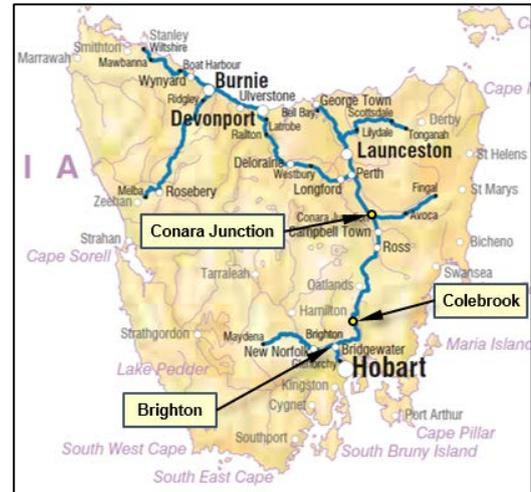 Stanley
Smithton
Wiltshire
Marrawah
Mawbanna
Boat Harbour
Wynyard
Burnie
Ridgley
Ulverstone
Devonport
Latrobe
Railton
Bell Bay
George Town
Scottsdale
Derby
Lilydale
Tonganah
Launceston
St Helens
Deloraine
Westbury
Perth
Longford
Fingal
St Marys
I A
Melba
Rosebery
Zeehan
Conara Junction
Conara
Avoca
Campbell Town
Ross
Bicheno
Strahan
Cape Sorell
Tarraleah
Oatlands
Swansea
Colebrook
Hamilton
Strathgordon
Maydena
Brighton
New Norfolk
Bridgewater
Maria Island
Lake Pedder
Hobart
Kingston
Brighton
Cygnet
Port Arthur
Cape Pillar
Southport
South West Cape
South Bruny Island
South East Cape